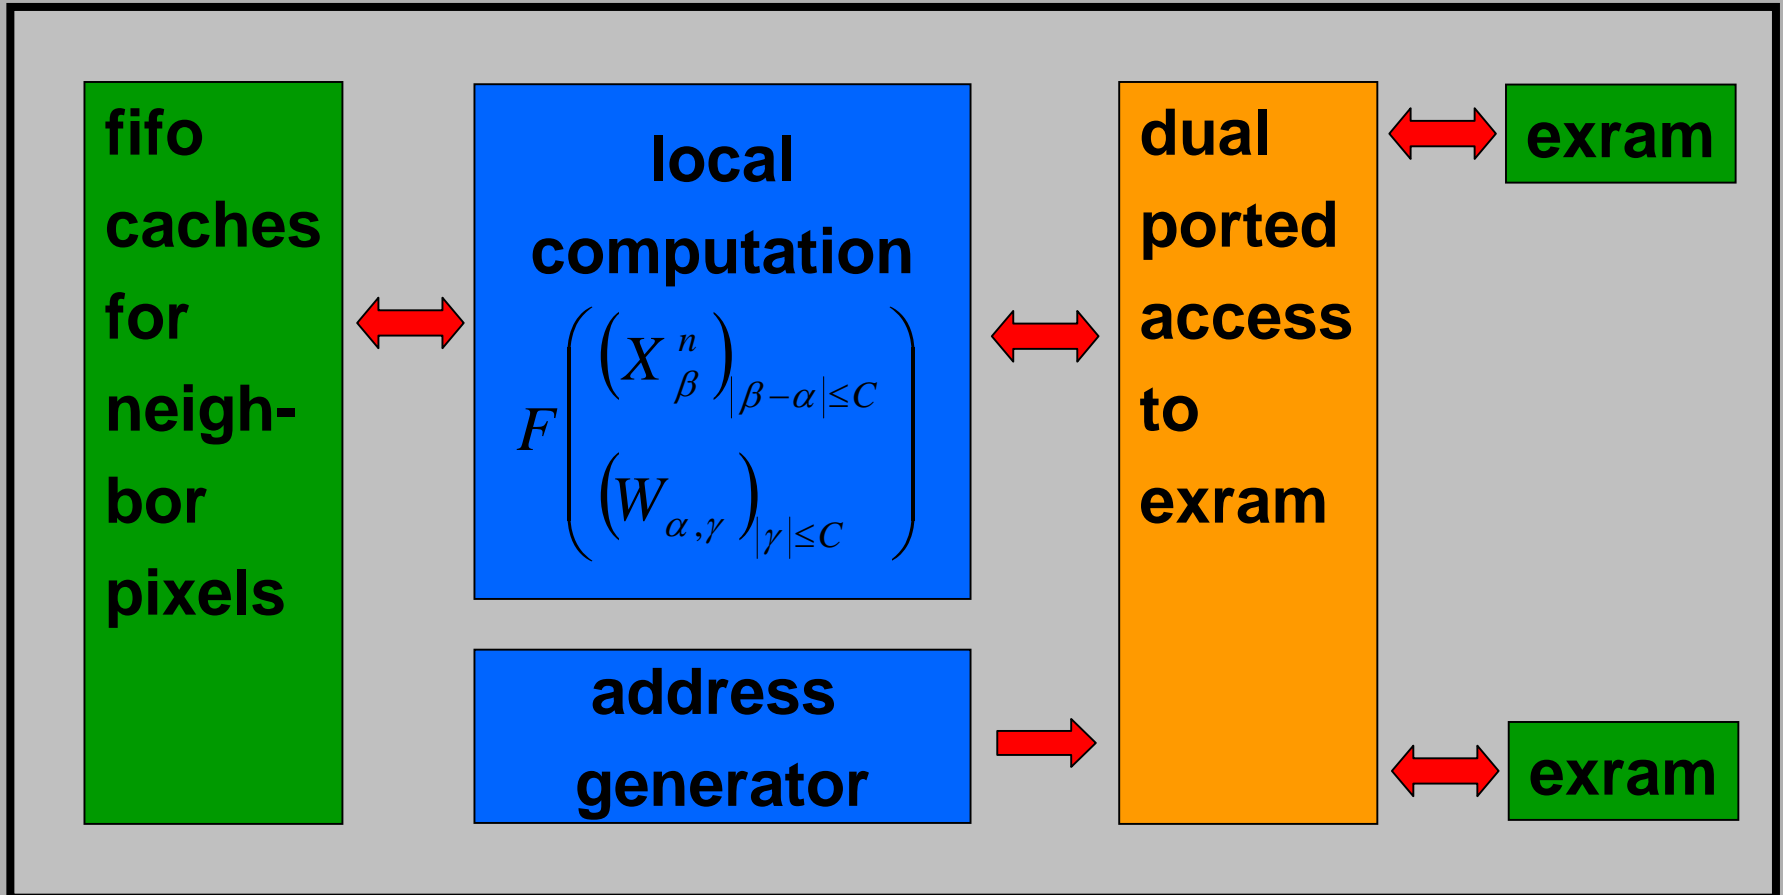 fifo
caches
for
neigh-
bor
pixels
local
computation
F( (X^n_β)_{|β−α|≤C}
(W_{α,γ})_{|γ|≤C} )
address
generator
dual
ported
access
to
exram
exram
exram